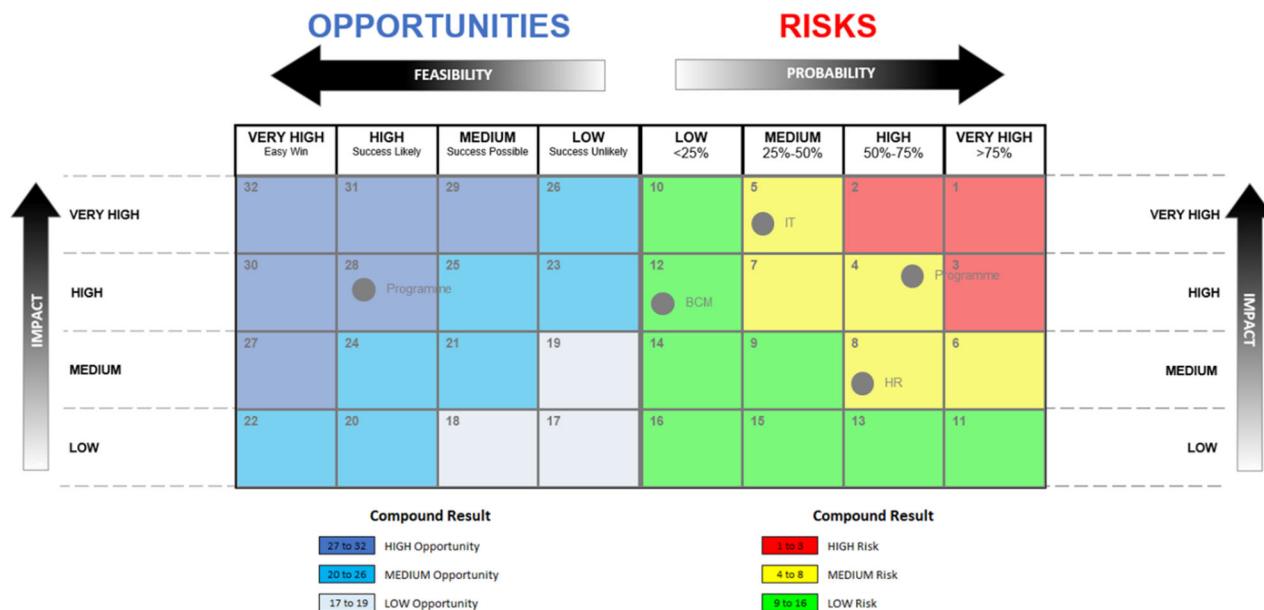 OPPORTUNITIES RISKS
FEASIBILITY PROBABILITY
VERY HIGH HIGH MEDIUM LOW LOW MEDIUM HIGH VERY HIGH
Easy Win Success Likely Success Possible Success Unlikely <25% 25%-50% 50%-75% >75%
32 31 29 26 10 5 2 1
VERY HIGH IT VERY HIGH
30 28 25 23 12 7 4 3
Programme Programme
HIGH BCM HIGH
IMPACT IMPACT
27 24 21 19 14 9 8 6
MEDIUM HR MEDIUM
22 20 18 17 16 15 13 11
LOW LOW
Compound Result Compound Result
27 to 32 HIGH Opportunity 1 to 3 HIGH Risk
20 to 26 MEDIUM Opportunity 4 to 8 MEDIUM Risk
17 to 19 LOW Opportunity 9 to 16 LOW Risk